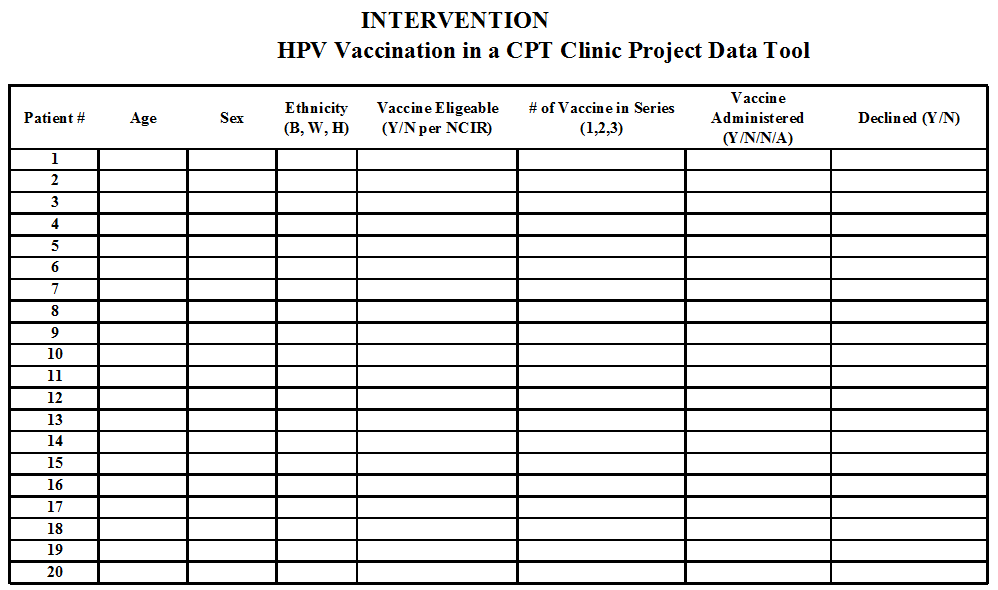 INTERVENTION
HPV Vaccination in a CPT Clinic Project Data Tool
Patient #
Age
Sex
Ethnicity
(B, W, H)
Vaccine Eligeable
(Y/N per NCIR)
# of Vaccine in Series
(1,2,3)
Vaccine
Administered
(Y/N/N/A)
Declined (Y/N)
1
2
3
4
5
6
7
8
9
10
11
12
13
14
15
16
17
18
19
20